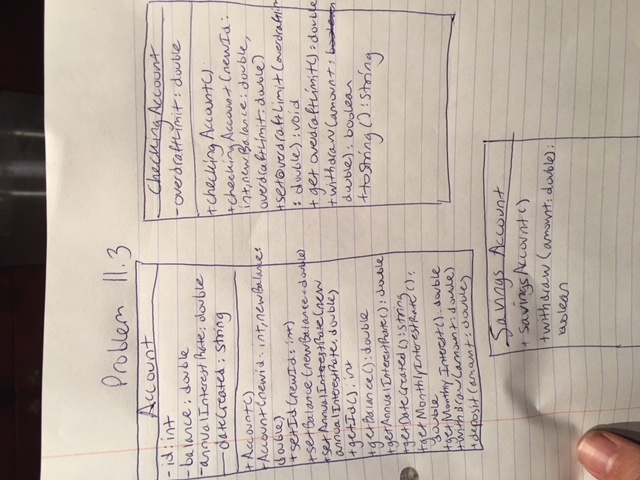 Problem 11.3
Account
- id: int
- balance: double
- annualInterestRate: double
- dateCreated: string
+ Account()
+ Account(newid: int, newBalance:
double)
+ setId(newId: int)
+ setBalance(newBalance: double)
+ setAnnualInterestRate(new
annualInterestRate: double)
+ getId(): int
+ getBalance(): double
+ getAnnualInterestRate(): double
+ getDateCreated(): string
+ getMonthlyInterestRate():
double
+ getMonthlyInterest(): double
+ withdraw(amount: double)
+ deposit(amount: double)
Checking Account
- overdraftLimit: double
+ checkingAccount()
+ checkingAccount(newId:
int, newBalance: double,
overdraftLimit: double)
+ setOverdraftLimit(overdraftLim
: double): void
+ get overdraftLimit(): double
+ withdraw(amount: boolean
double): boolean
+ toString(): string
Savings Account
+ savingsAccount()
+ withdraw(amount: double):
boolean